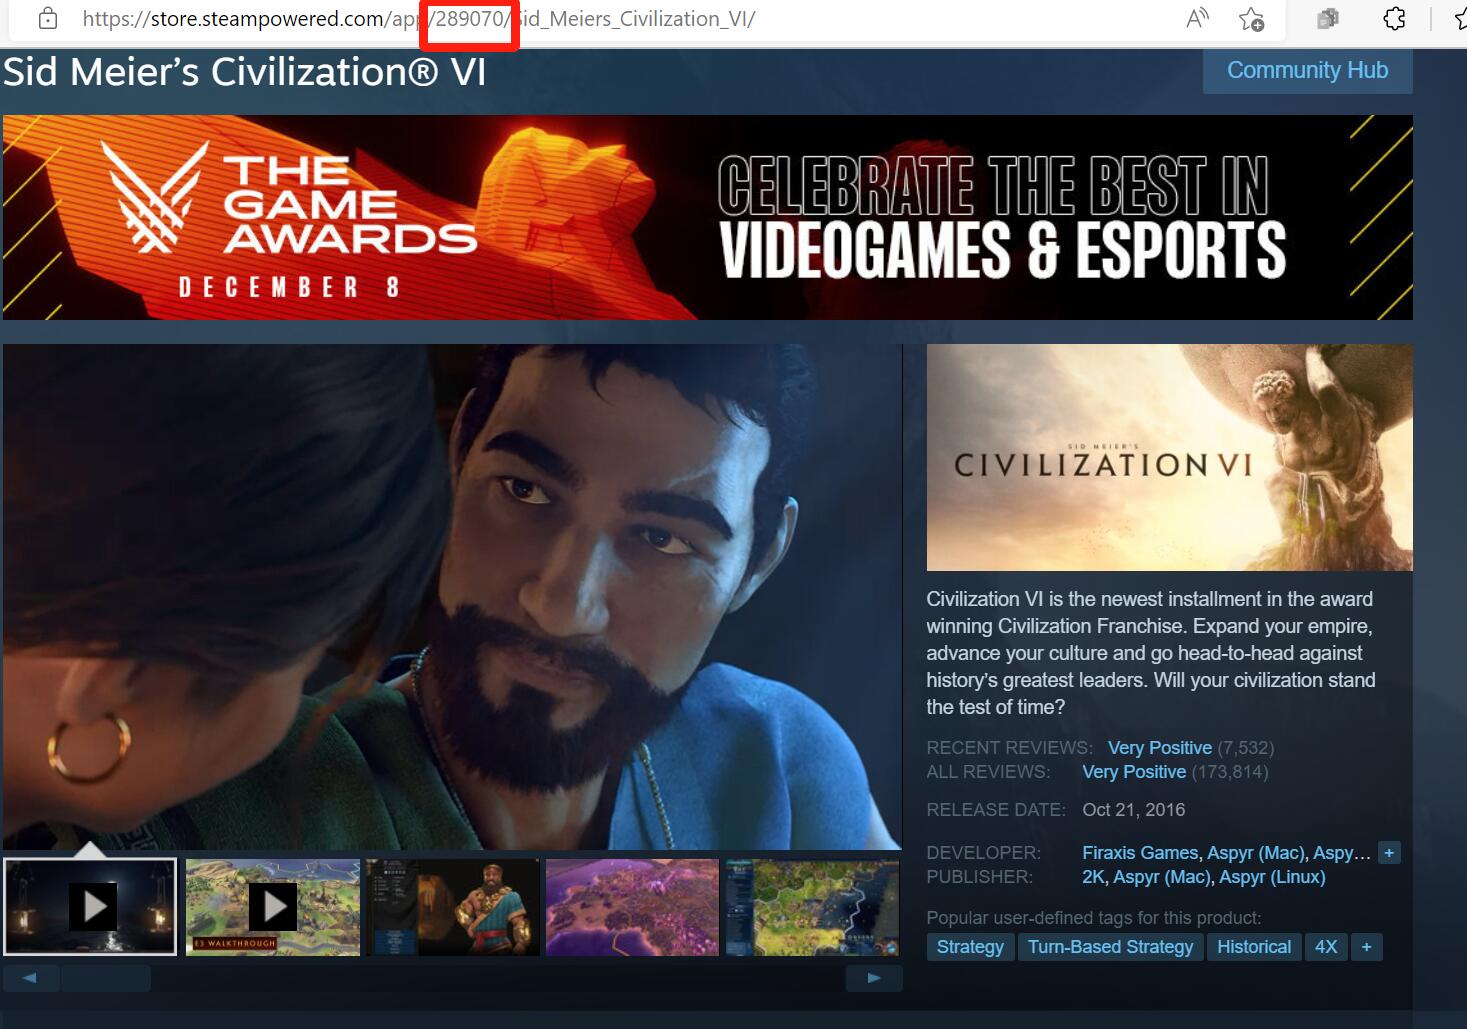 https://store.steampowered.com/app/289070/Sid_Meiers_Civilization_VI/
Sid Meier's Civilization® VI
Community Hub
THE
GAME
AWARDS
DECEMBER 8
CELEBRATE THE BEST IN
VIDEOGAMES & ESPORTS
SID MEIER'S
CIVILIZATION VI
Civilization VI is the newest installment in the award
winning Civilization Franchise. Expand your empire,
advance your culture and go head-to-head against
history's greatest leaders. Will your civilization stand
the test of time?
RECENT REVIEWS: Very Positive (7,532)
ALL REVIEWS: Very Positive (173,814)
RELEASE DATE: Oct 21, 2016
DEVELOPER: Firaxis Games, Aspyr (Mac), Aspy... +
PUBLISHER: 2K, Aspyr (Mac), Aspyr (Linux)
Popular user-defined tags for this product:
Strategy Turn-Based Strategy Historical 4X +
E3 WALKTHROUGH